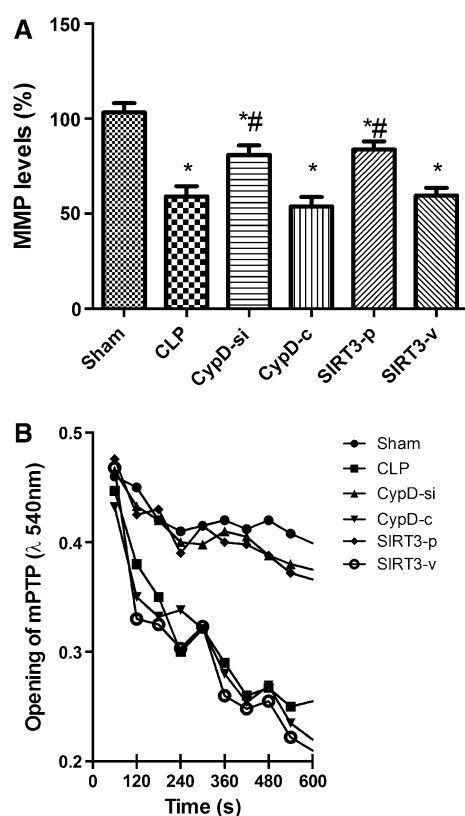 A
MMP levels (%)
150
100
50
0
*
*#
*
*#
*
Sham
CLP
CypD-si
CypD-c
SIRT3-p
SIRT3-v
B
Opening of mPTP (λ 540nm)
0.5
0.4
0.3
0.2
0
120
240
360
480
600
Time (s)
Sham
CLP
CypD-si
CypD-c
SIRT3-p
SIRT3-v